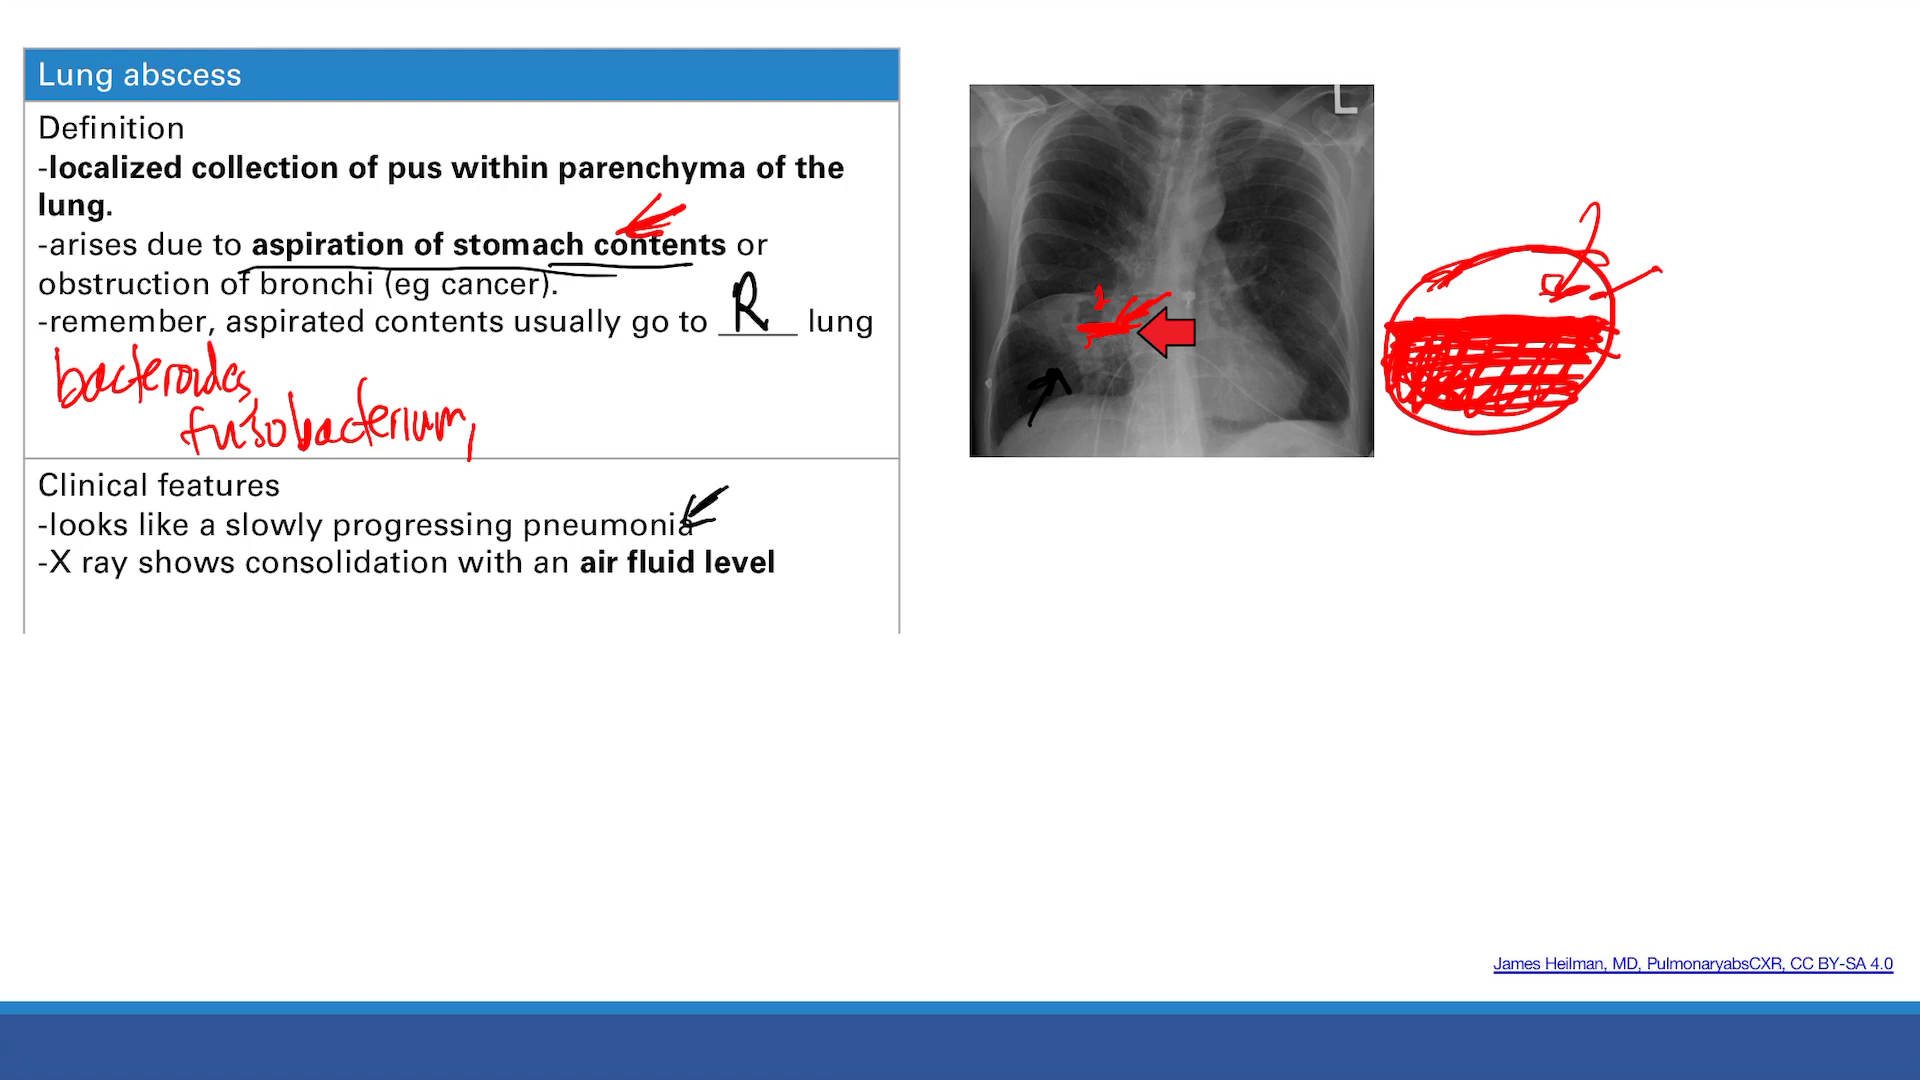 Lung abscess
Definition
-localized collection of pus within parenchyma of the
lung.
-arises due to aspiration of stomach contents or
obstruction of bronchi (eg cancer).
-remember, aspirated contents usually go to R lung
bacteroides,
fusobacterium,
Clinical features
-looks like a slowly progressing pneumonia
-X ray shows consolidation with an air fluid level
L
James Heilman, MD, PulmonaryabsCXR, CC BY-SA 4.0